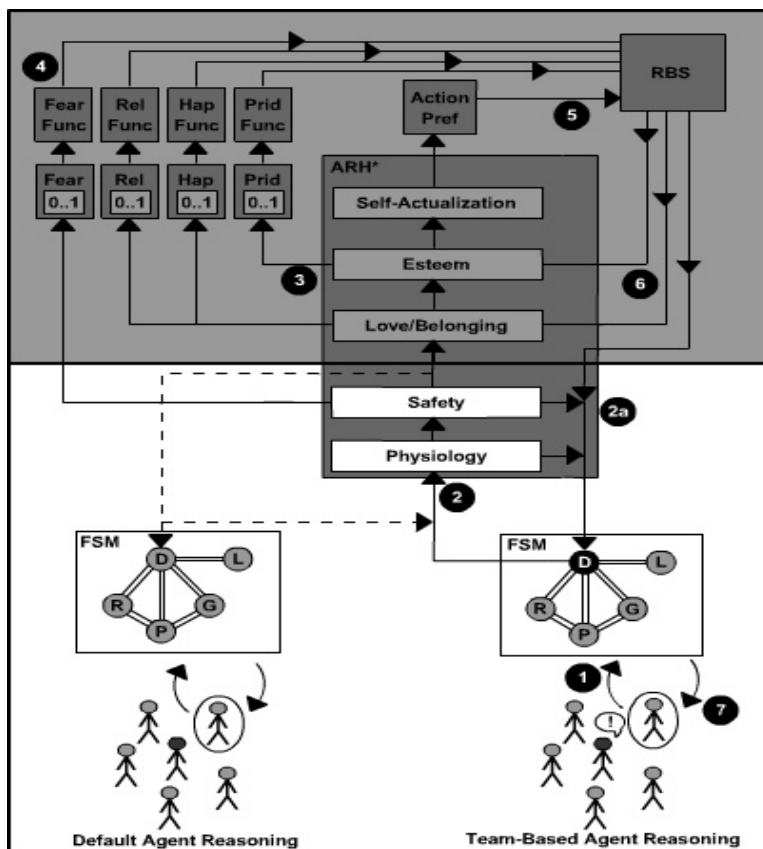 4
Fear
Func
Rel
Func
Hap
Func
Prid
Func
Action
Pref
RBS
5
ARH*
Fear
0..1
Rel
0..1
Hap
0..1
Prid
0..1
Self-Actualization
3
Esteem
6
Love/Belonging
Safety
2a
Physiology
2
FSM
D
L
R
G
P
FSM
D
L
R
G
P
1
!
7
Default Agent Reasoning
Team-Based Agent Reasoning